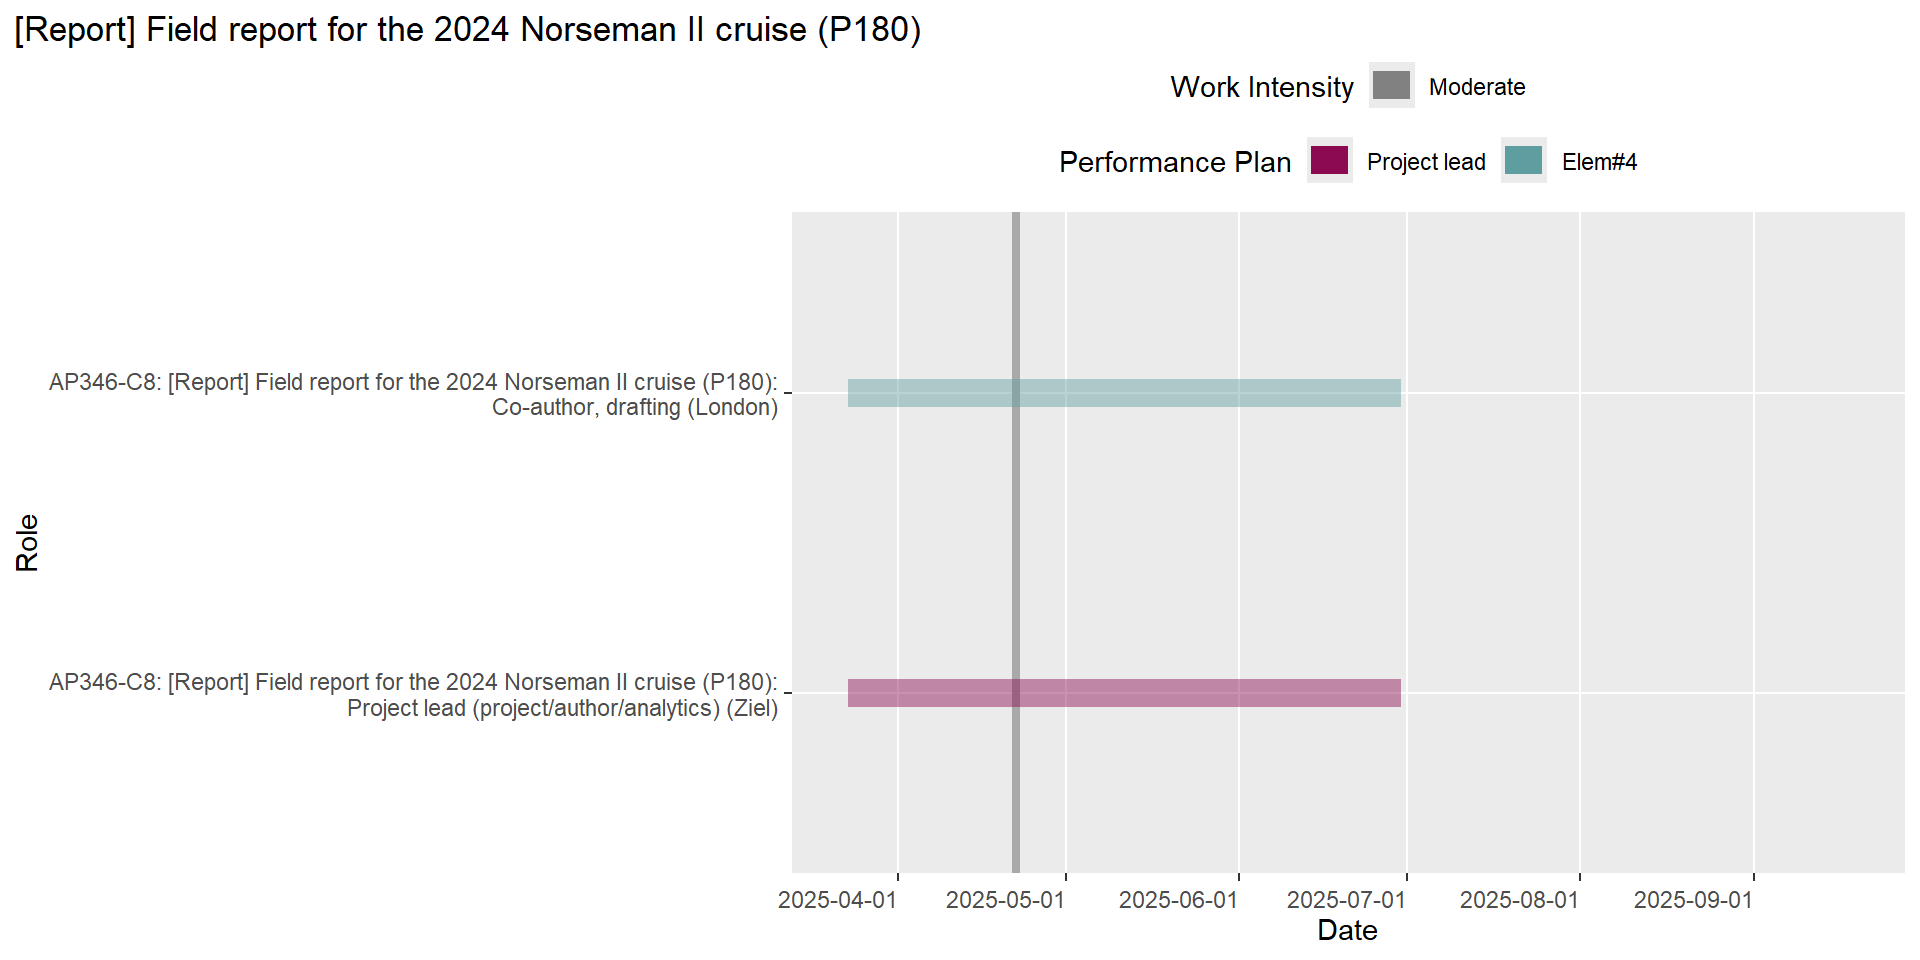 [Report] Field report for the 2024 Norseman II cruise (P180)
Work Intensity Moderate
Performance Plan Project lead Elem#4
AP346-C8: [Report] Field report for the 2024 Norseman II cruise (P180):
Co-author, drafting (London)
Role
AP346-C8: [Report] Field report for the 2024 Norseman II cruise (P180):
Project lead (project/author/analytics) (Ziel)
2025-04-01 2025-05-01 2025-06-01 2025-07-01 2025-08-01 2025-09-01
Date